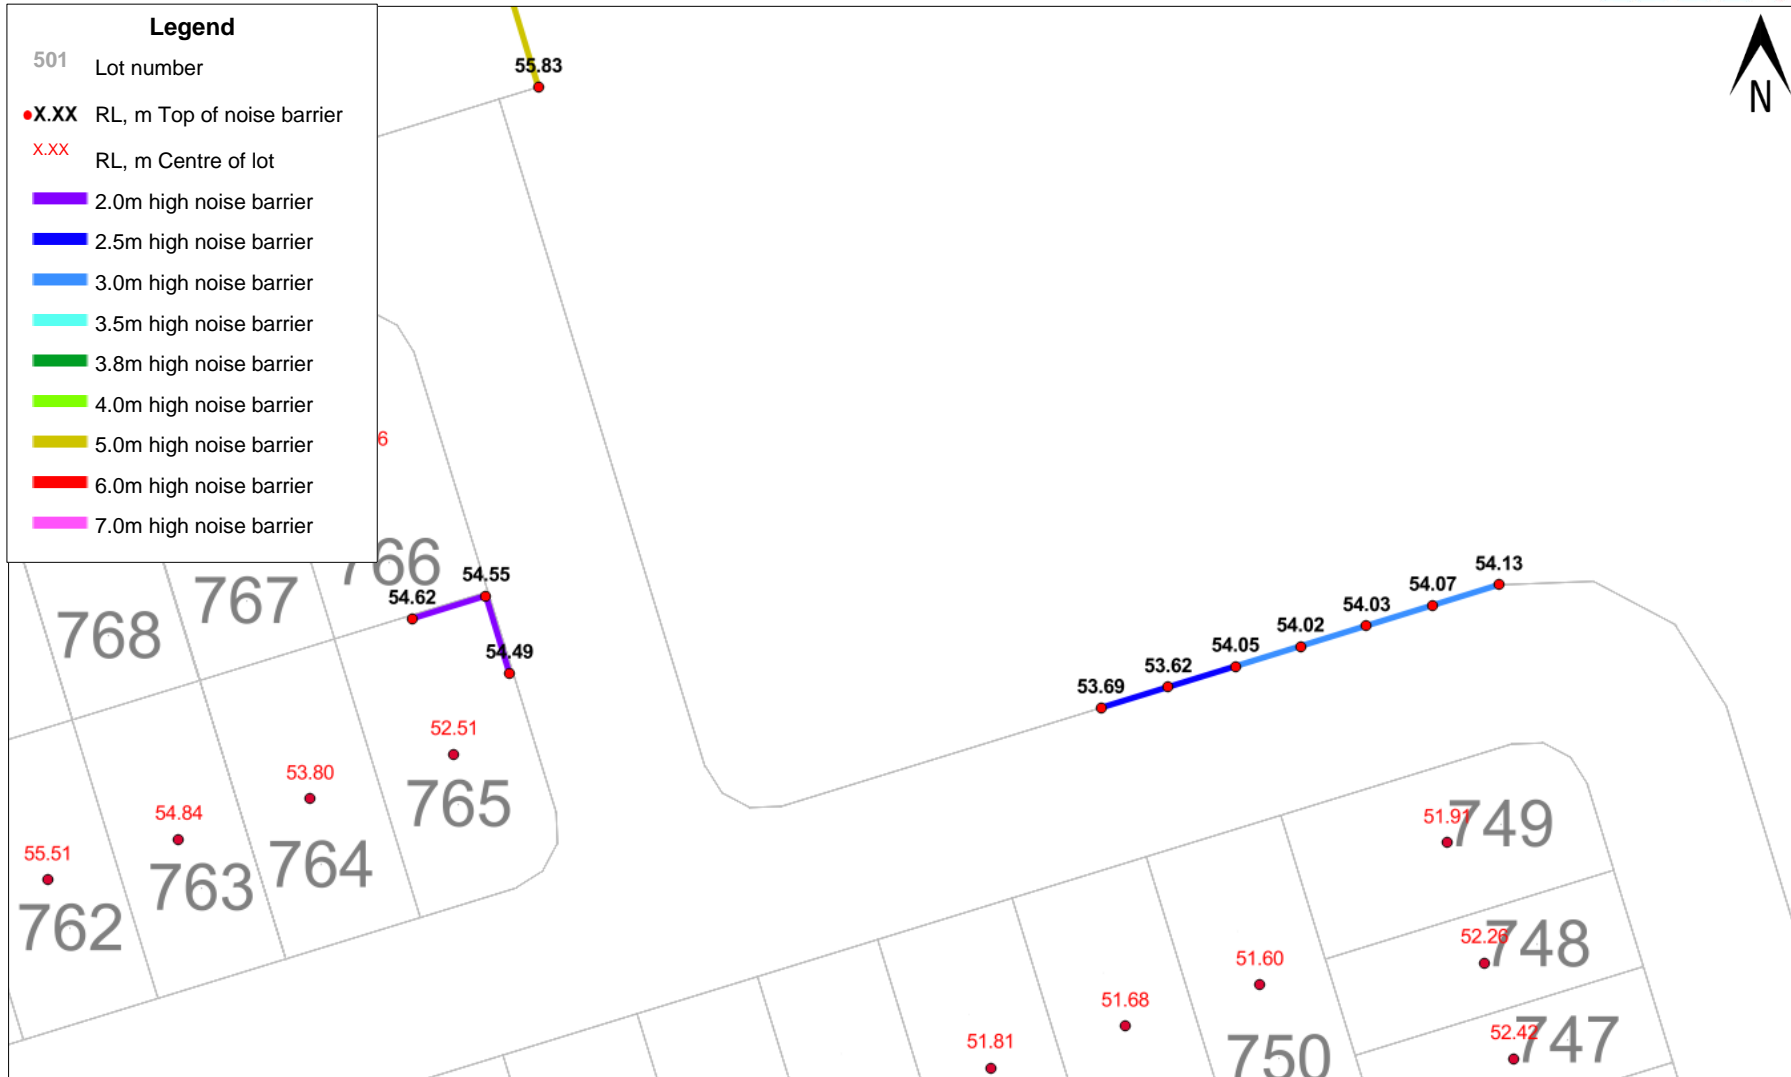 Legend
501 Lot number
X.XX RL, m Top of noise barrier
X.XX RL, m Centre of lot
2.0m high noise barrier
2.5m high noise barrier
3.0m high noise barrier
3.5m high noise barrier
3.8m high noise barrier
4.0m high noise barrier
5.0m high noise barrier
6.0m high noise barrier
7.0m high noise barrier
N
55.83
6
766
767
768
54.55
54.62
54.49
54.13
54.07
54.03
54.02
54.05
53.62
53.69
52.51
765
53.80
764
54.84
763
55.51
762
51.91
749
52.26
748
52.42
747
51.60
750
51.68
51.81